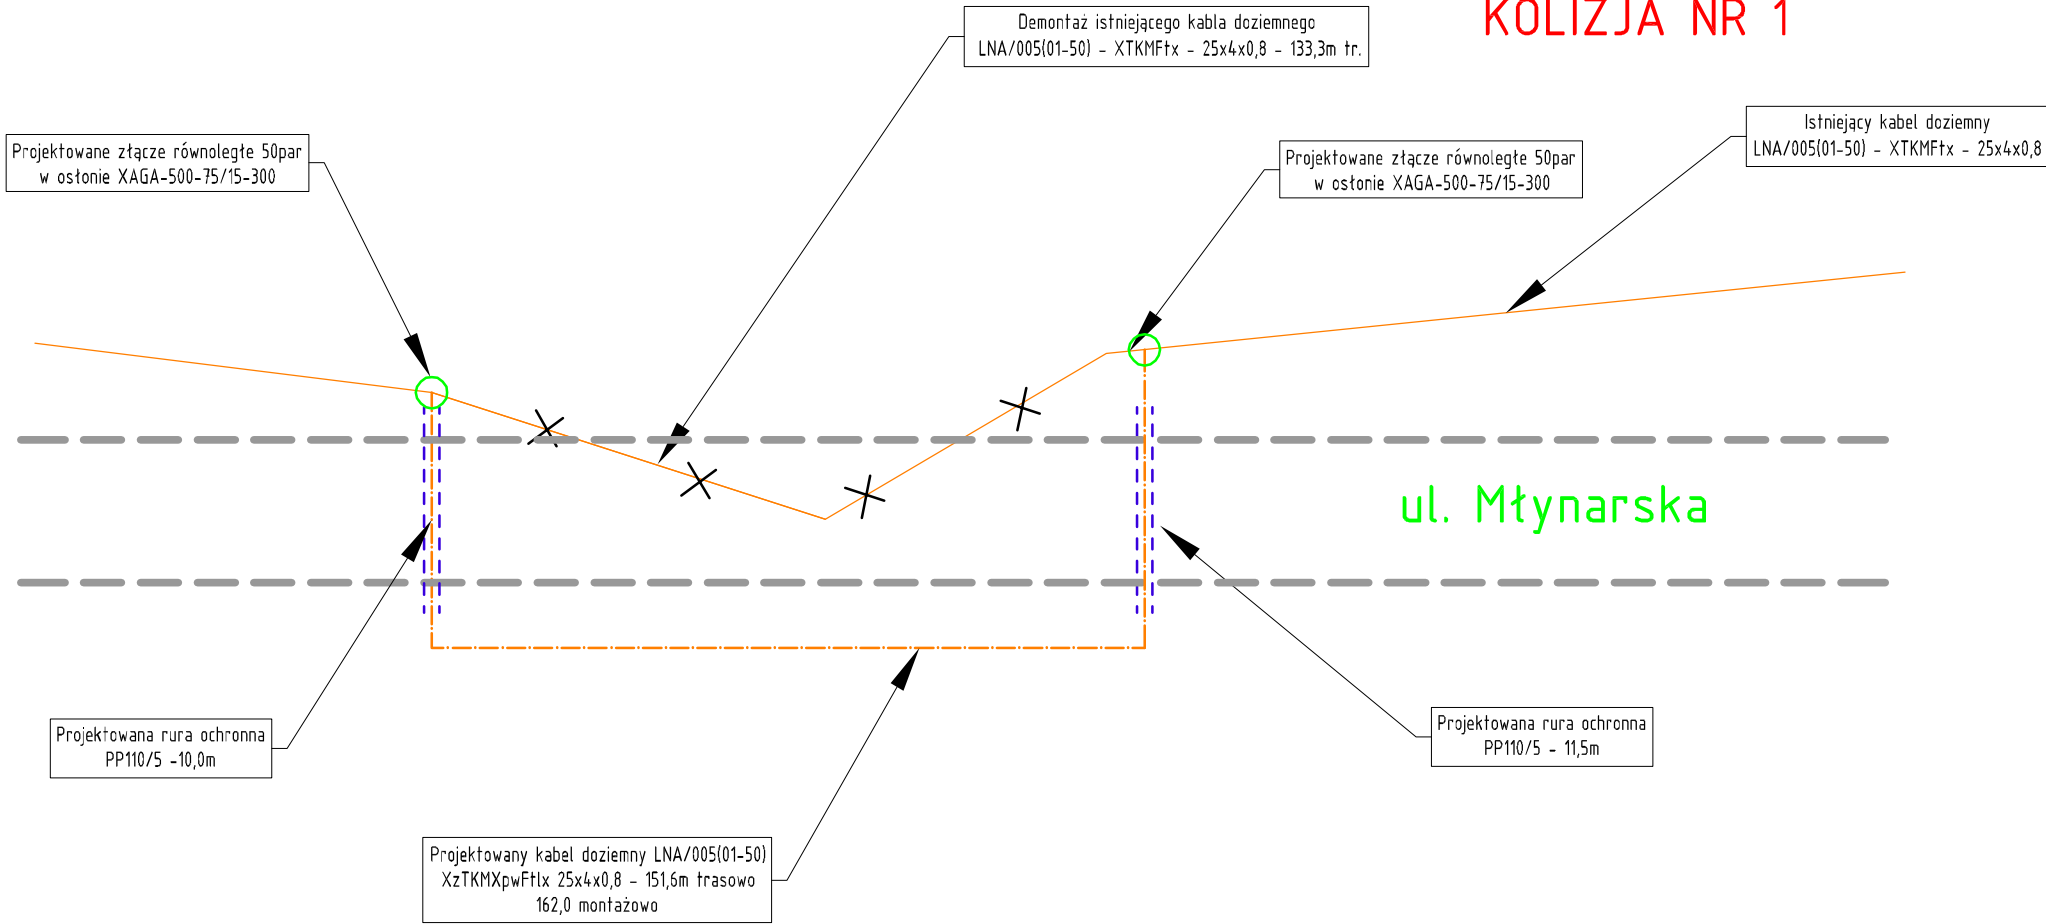 KOLIZJA NR 1
Demontaż istniejącego kabla doziemnego
LNA/005(01-50) - XTKMFtx - 25x4x0,8 - 133,3m tr.
Istniejący kabel doziemny
LNA/005(01-50) - XTKMFtx - 25x4x0,8
Projektowane złącze równoległe 50par
w osłonie XAGA-500-75/15-300
Projektowane złącze równoległe 50par
w osłonie XAGA-500-75/15-300
ul. Młynarska
Projektowana rura ochronna
PP110/5 -10,0m
Projektowana rura ochronna
PP110/5 - 11,5m
Projektowany kabel doziemny LNA/005(01-50)
XzTKMXpwFtlx 25x4x0,8 - 151,6m trasowo
162,0 montażowo